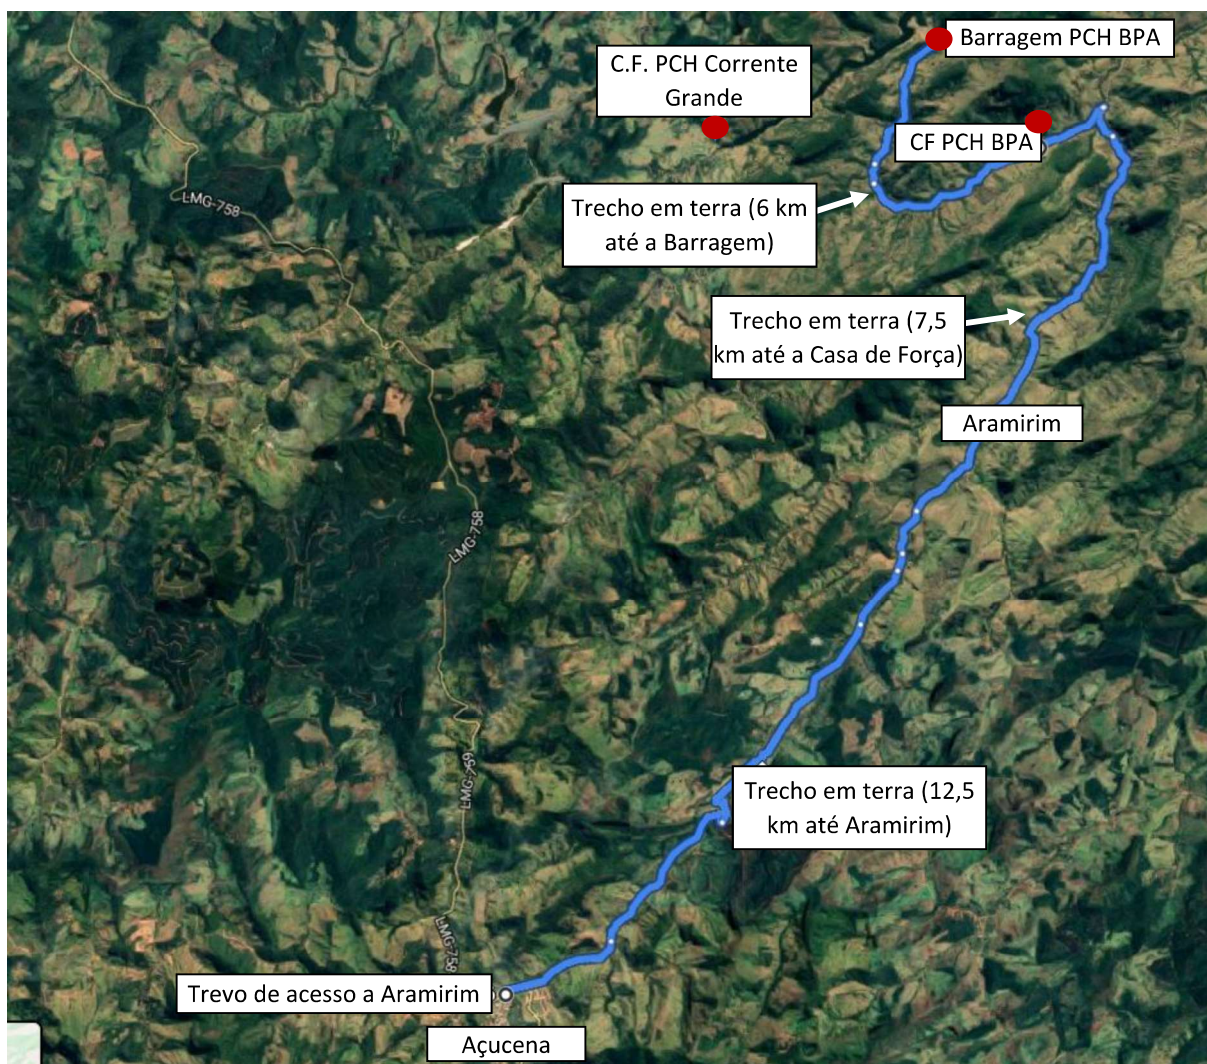 Barragem PCH BPA
C.F. PCH Corrente
Grande
CF PCH BPA
Trecho em terra (6 km
até a Barragem)
LMG-758
Trecho em terra (7,5
km até a Casa de Força)
Aramirim
LMG-758
Trecho em terra (12,5
km até Aramirim)
LMG-759
LMG-758
Trevo de acesso a Aramirim
Açucena